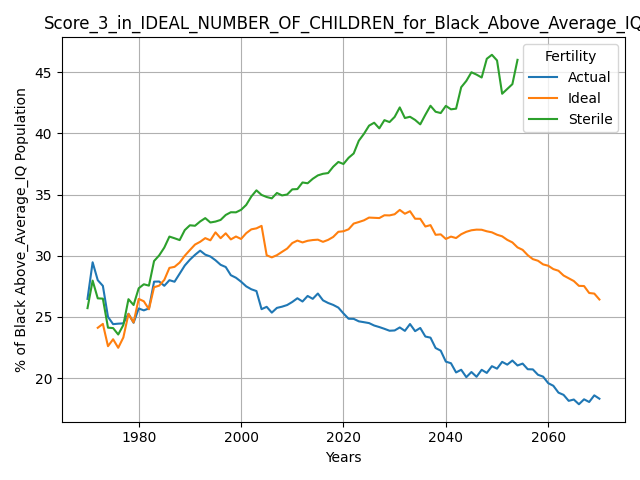 Score_3_in_IDEAL_NUMBER_OF_CHILDREN_for_Black_Above_Average_IQ
Fertility
Actual
Ideal
Sterile
% of Black Above_Average_IQ Population
45
40
35
30
25
20
1980
2000
2020
2040
2060
Years